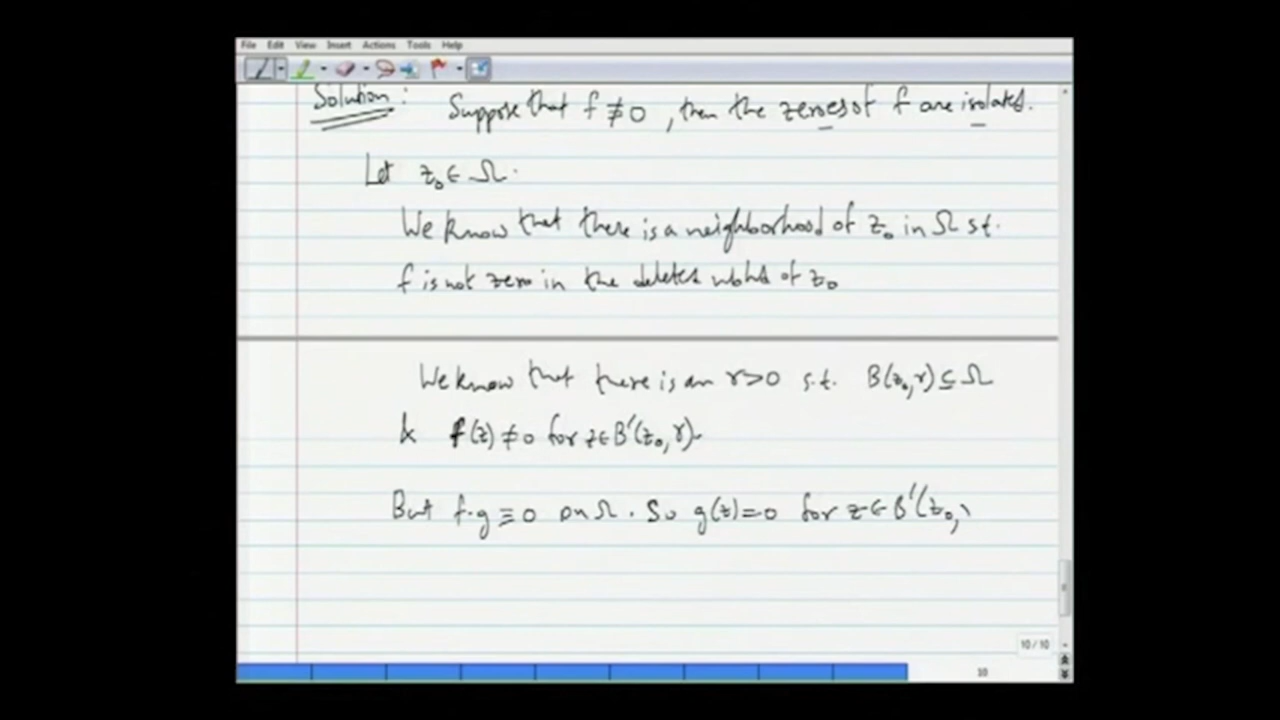 File Edit View Insert Actions Tools Help
Solution: Suppose that f ≢ 0, then the zeroes of f are isolated.
Let z₀ ∈ Ω.
We know that there is a neighborhood of z₀ in Ω s.t.
f is not zero in the deleted nbhd of z₀
We know that there is an r>0 s.t. B(z₀,r) ⊆ Ω
& f(z) ≠ 0 for z ∈ B'(z₀, r).
But f.g ≡ 0 on Ω. So g(z)=0 for z ∈ B'(z₀,
10 / 10
10